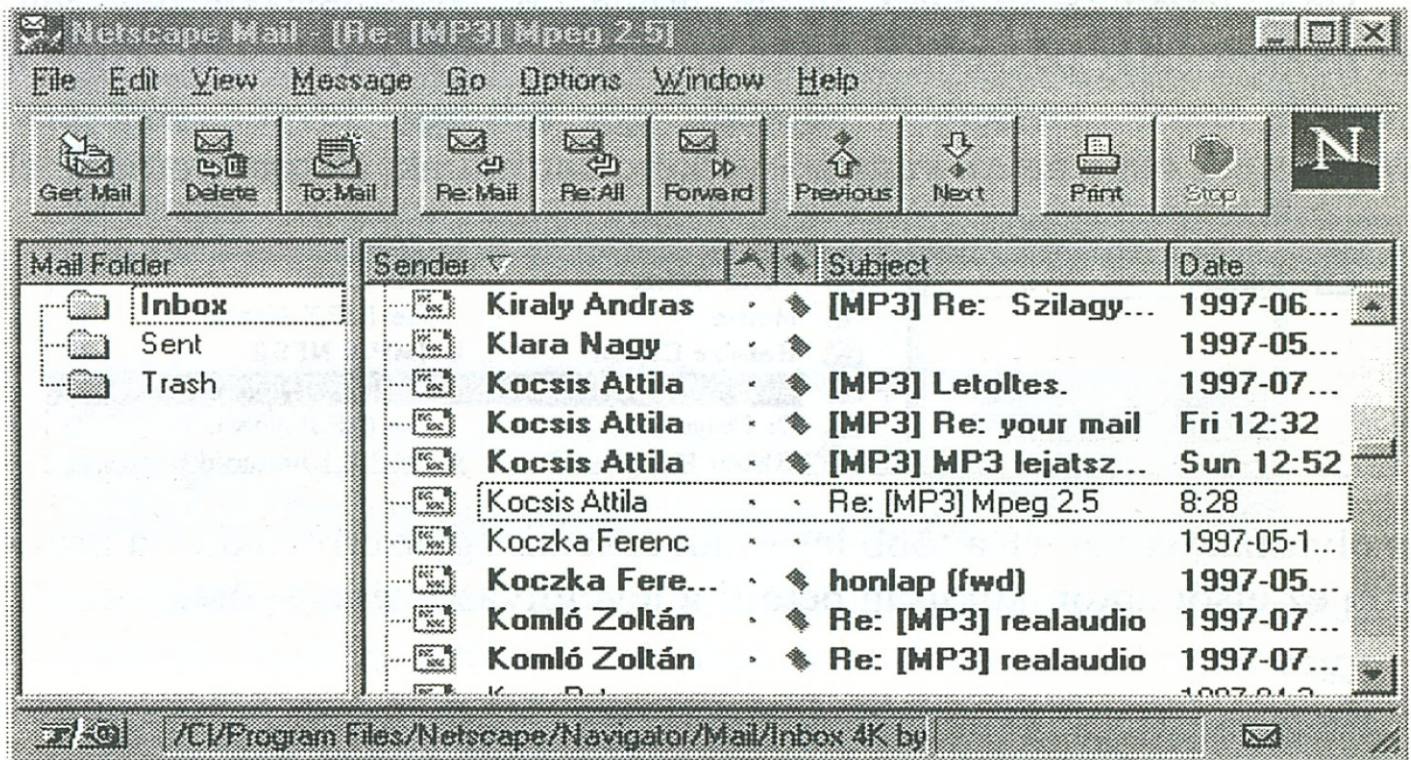 Netscape Mail - [Re: [MP3] Mpeg 2.5]
File Edit View Message Go Options Window Help
Get Mail Delete To: Mail Re: Mail Re: All Forward Previous Next Print Stop
N
Mail Folder
Inbox
Sent
Trash
Sender Subject Date
Kiraly Andras [MP3] Re: Szilagy... 1997-06...
Klara Nagy 1997-05...
Kocsis Attila [MP3] Letoltes. 1997-07...
Kocsis Attila [MP3] Re: your mail Fri 12:32
Kocsis Attila [MP3] MP3 lejatsz... Sun 12:52
Kocsis Attila Re: [MP3] Mpeg 2.5 8:28
Koczka Ferenc 1997-05-1...
Koczka Fere... honlap (fwd) 1997-05...
Komló Zoltán Re: [MP3] realaudio 1997-07...
Komló Zoltán Re: [MP3] realaudio 1997-07...
/C|/Program Files/Netscape/Navigator/Mail/Inbox 4K by